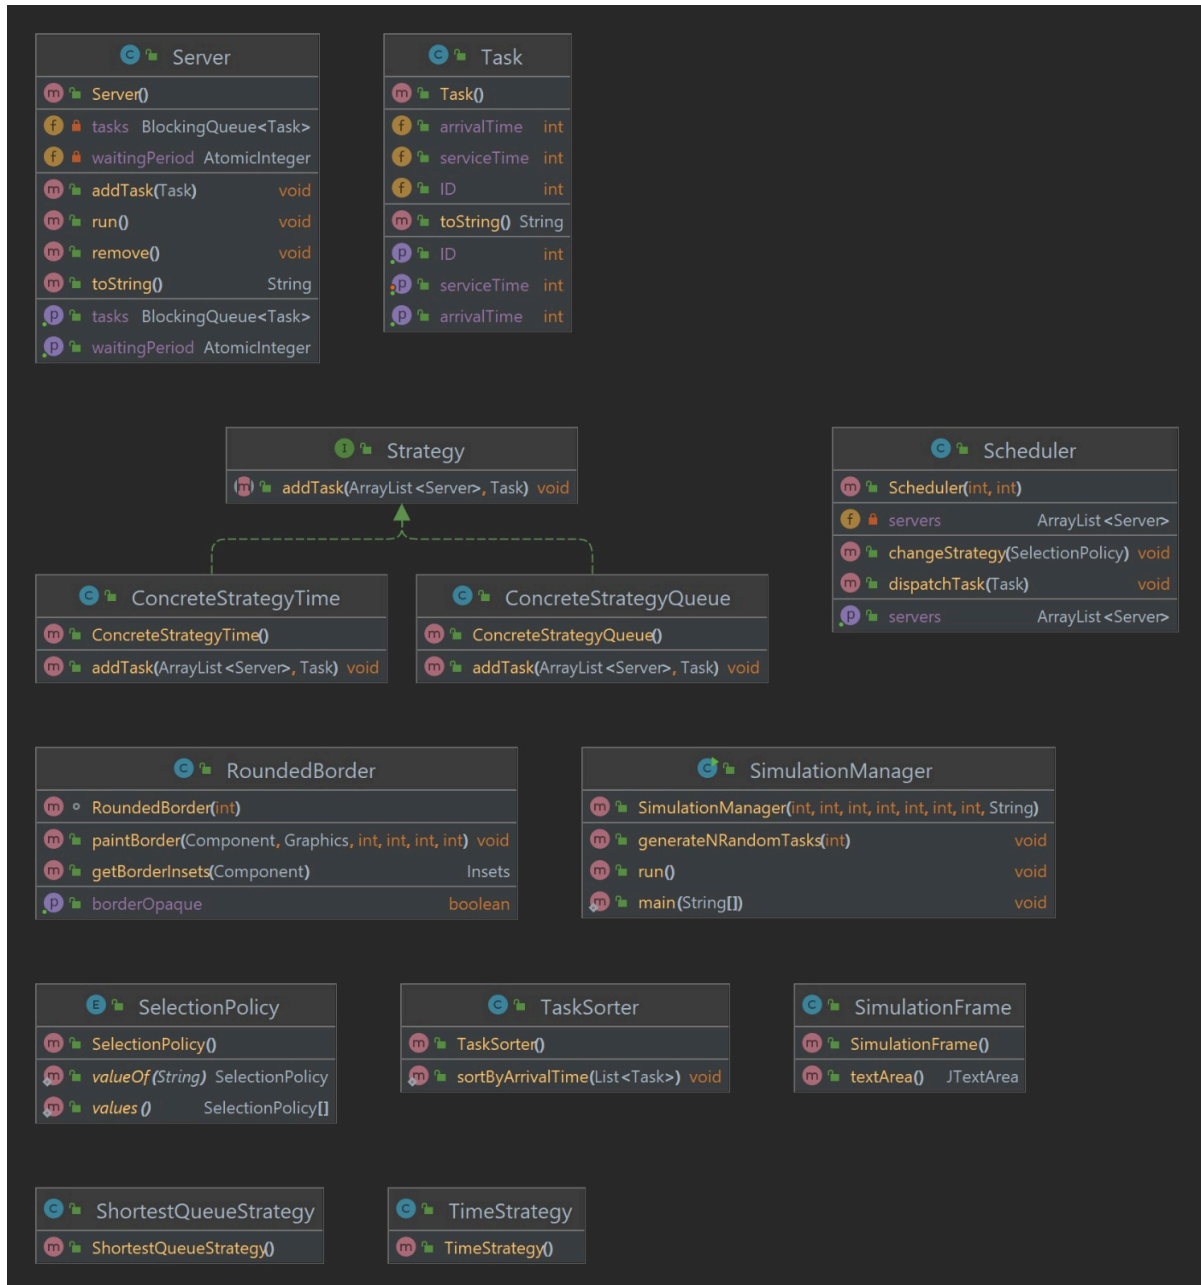 Server
Server()
tasks BlockingQueue<Task>
waitingPeriod AtomicInteger
addTask(Task) void
run() void
remove() void
toString() String
tasks BlockingQueue<Task>
waitingPeriod AtomicInteger
Task
Task()
arrivalTime int
serviceTime int
ID int
toString() String
ID int
serviceTime int
arrivalTime int
Strategy
addTask(ArrayList<Server>, Task) void
Scheduler
Scheduler(int, int)
servers ArrayList<Server>
changeStrategy(SelectionPolicy) void
dispatchTask(Task) void
servers ArrayList<Server>
ConcreteStrategyTime
ConcreteStrategyTime()
addTask(ArrayList<Server>, Task) void
ConcreteStrategyQueue
ConcreteStrategyQueue()
addTask(ArrayList<Server>, Task) void
RoundedBorder
RoundedBorder(int)
paintBorder(Component, Graphics, int, int, int, int) void
getBorderInsets(Component) Insets
borderOpaque boolean
SimulationManager
SimulationManager(int, int, int, int, int, int, int, String)
generateNRandomTasks(int) void
run() void
main(String[]) void
SelectionPolicy
SelectionPolicy()
valueOf(String) SelectionPolicy
values() SelectionPolicy[]
TaskSorter
TaskSorter()
sortByArrivalTime(List<Task>) void
SimulationFrame
SimulationFrame()
textArea() JTextArea
ShortestQueueStrategy
ShortestQueueStrategy()
TimeStrategy
TimeStrategy()